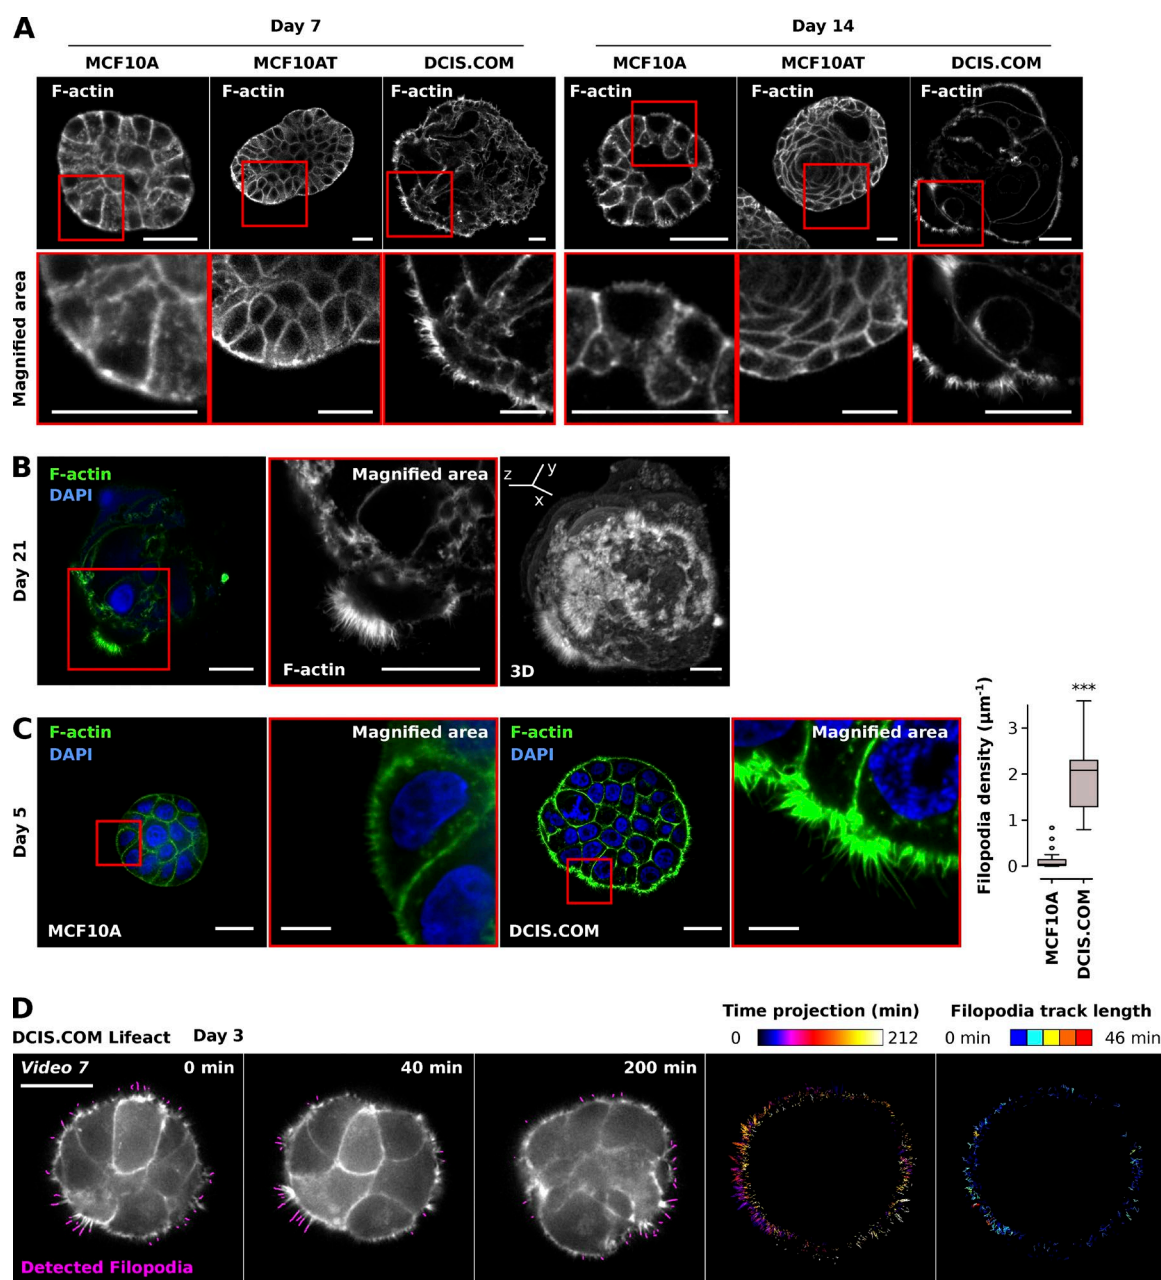 A
Day 7
Day 14
MCF10A MCF10AT DCIS.COM MCF10A MCF10AT DCIS.COM
F-actin F-actin F-actin F-actin F-actin F-actin
Magnified area
B
Day 21
F-actin
DAPI
Magnified area
F-actin
z y
x
3D
C
Day 5
F-actin
DAPI
MCF10A
Magnified area
F-actin
DAPI
DCIS.COM
Magnified area
Filopodia density (µm⁻¹)
***
3
2
1
0
MCF10A
DCIS.COM
D
DCIS.COM Lifeact Day 3
Time projection (min)
0 212
Filopodia track length
0 min 46 min
Video 7 0 min
40 min
200 min
Detected Filopodia